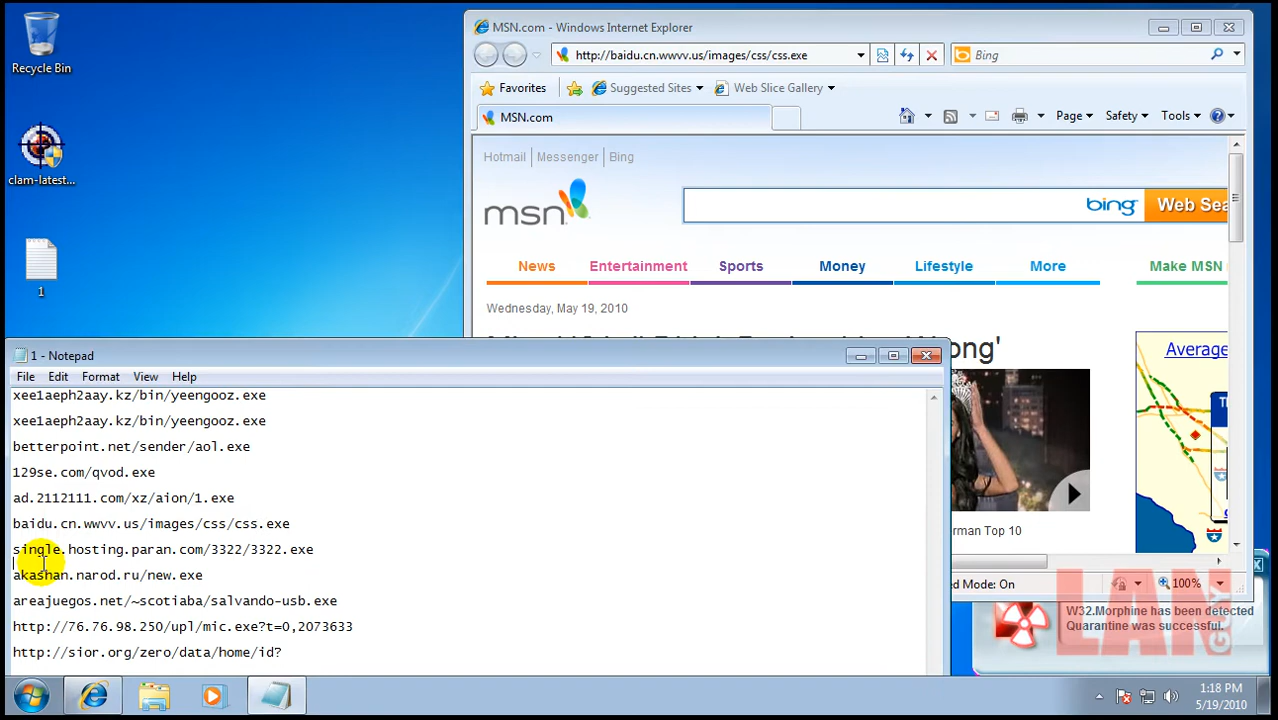 Recycle Bin
clam-latest...
1
MSN.com - Windows Internet Explorer
http://baidu.cn.wwvv.us/images/css/css.exe
Bing
Favorites
Suggested Sites
Web Slice Gallery
MSN.com
Page
Safety
Tools
Hotmail
Messenger
Bing
msn
bing
Web Sea
News
Entertainment
Sports
Money
Lifestyle
More
Make MSN
Wednesday, May 19, 2010
ong'
Average
erman Top 10
ed Mode: On
100%
1 - Notepad
File
Edit
Format
View
Help
xee1aeph2aay.kz/bin/yeengooz.exe
xee1aeph2aay.kz/bin/yeengooz.exe
betterpoint.net/sender/aol.exe
129se.com/qvod.exe
ad.2112111.com/xz/aion/1.exe
baidu.cn.wwvv.us/images/css/css.exe
single.hosting.paran.com/3322/3322.exe
akashan.narod.ru/new.exe
areajuegos.net/~scotiaba/salvando-usb.exe
http://76.76.98.250/upl/mic.exe?t=0,2073633
http://sior.org/zero/data/home/id?
W32.Morphine has been detected
Quarantine was successful.
LAN
GUY
1:18 PM
5/19/2010